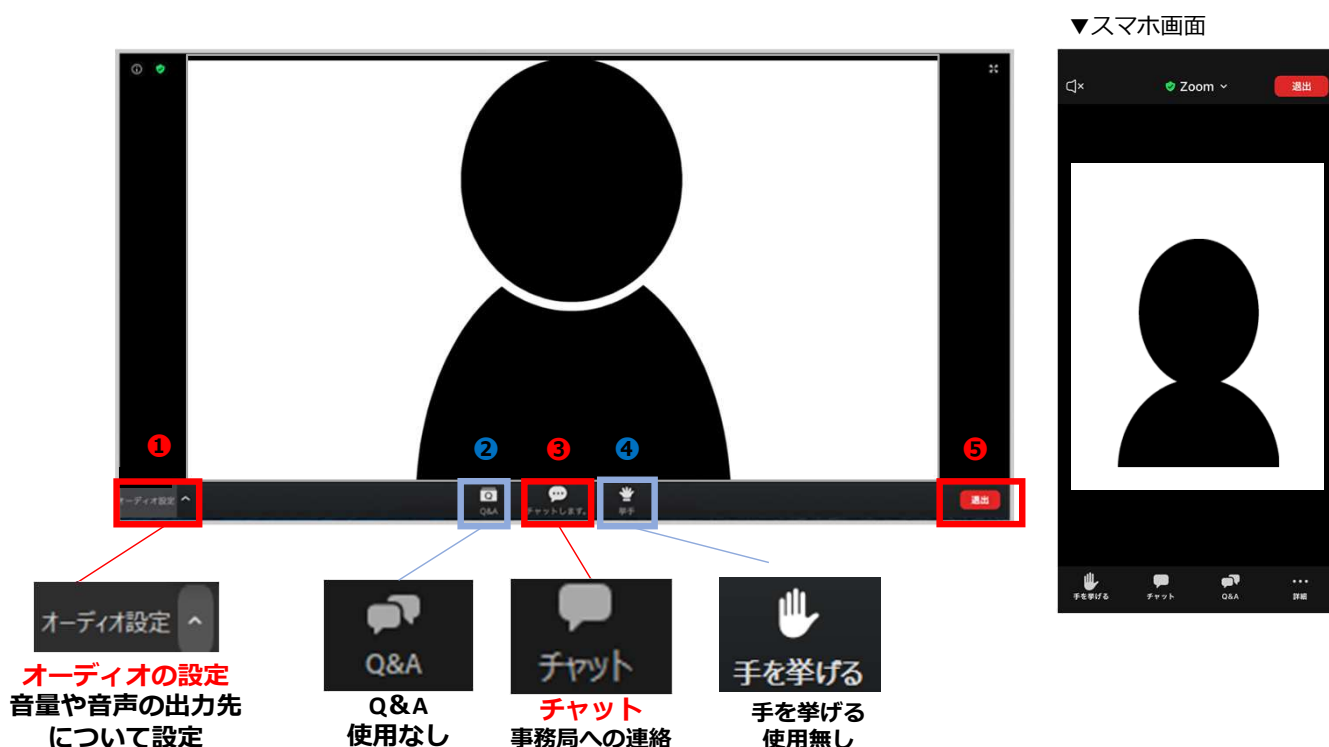 ▼スマホ画面
Zoom
退出
❶
❷
❸
❹
❺
オーディオ設定
Q&A
チャットします。
挙手
退出
手を挙げる
チャット
Q&A
詳細
オーディオ設定
Q&A
チャット
手を挙げる
オーディオの設定
音量や音声の出力先
について設定
Q&A
使用なし
チャット
事務局への連絡
手を挙げる
使用無し